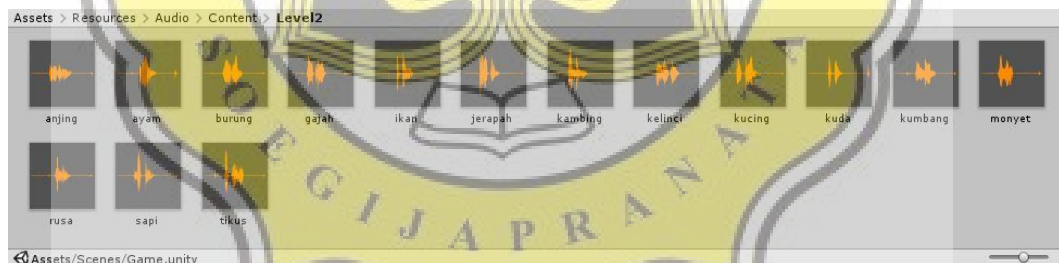 Assets > Resources > Audio > Content > Level2
anjing ayam burung gajah ikan jerapah kambing kelinci kucing kuda kumbang monyet
rusa sapi tikus
SOEGIJAPRANATA
Assets/Scenes/Game.unity